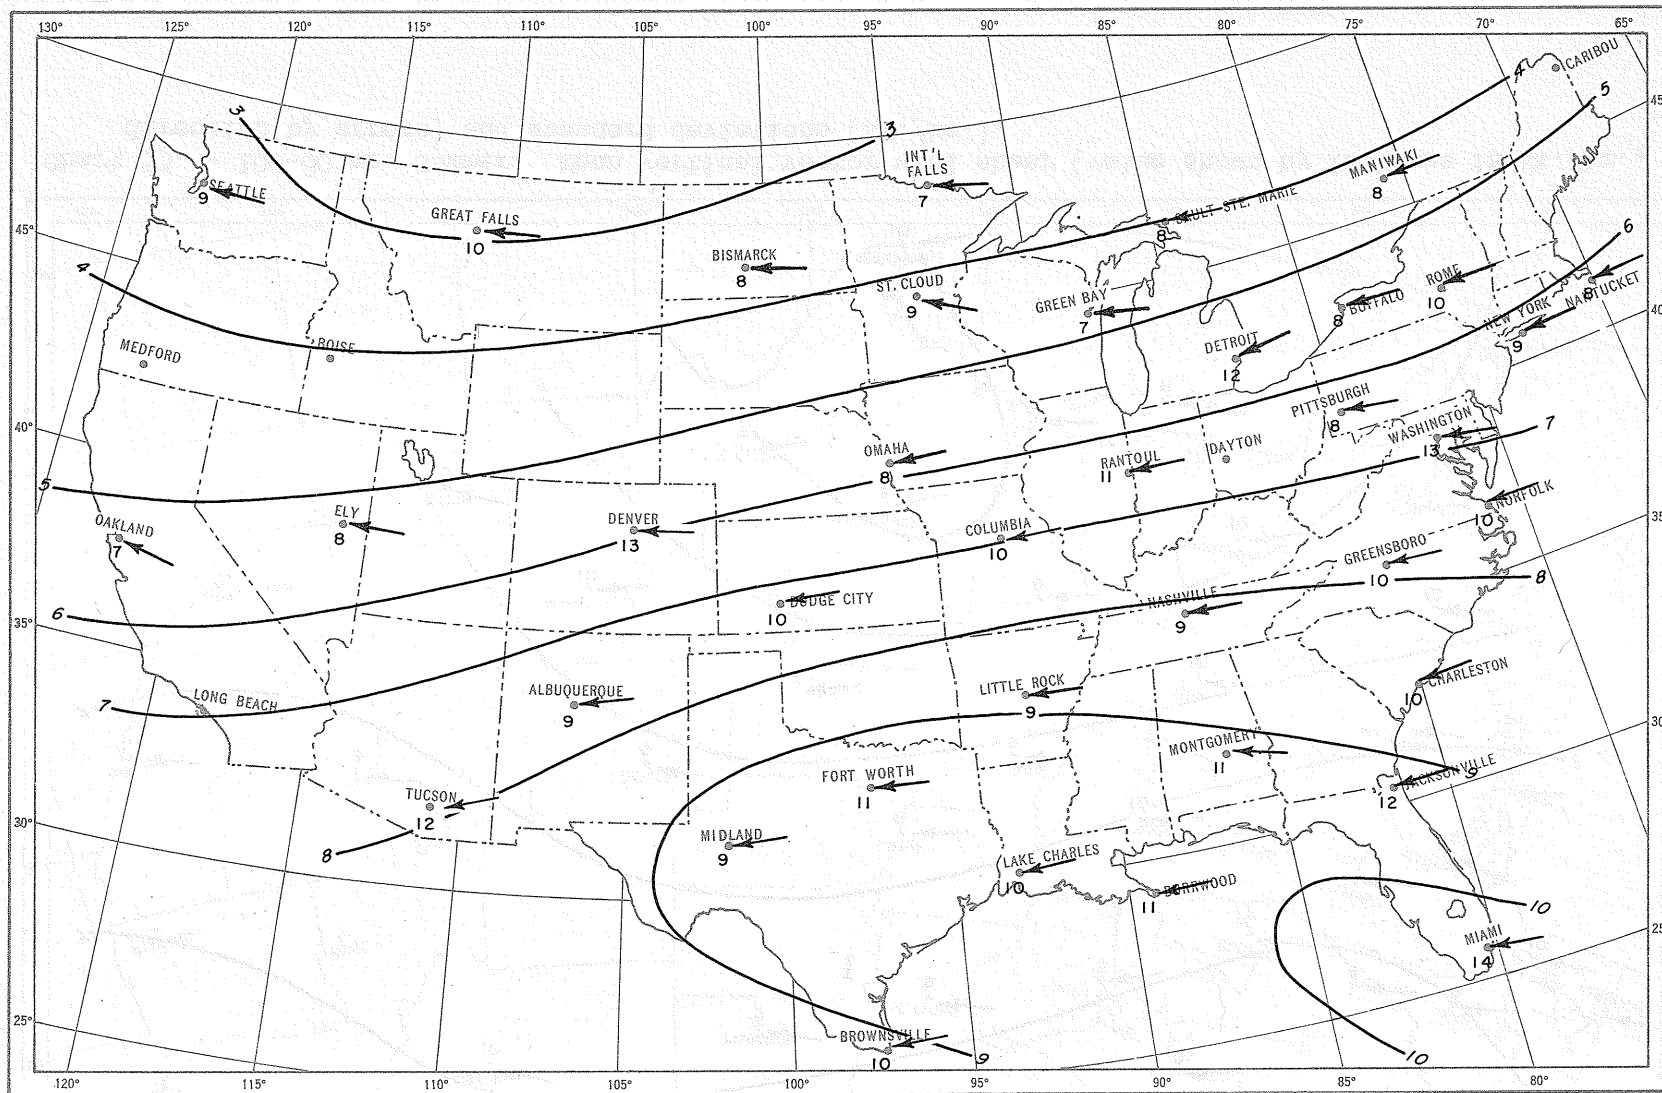 130° 125° 120° 115° 110° 105° 100° 95° 90° 85° 80° 75° 70° 65°
CARIBOU
4
5
45°
3
3
INT'L FALLS
7
MANIWAKI
8
SEATTLE
9
GREAT FALLS
10
SAULT STE. MARIE
8
45°
6
BISMARCK
8
ST. CLOUD
9
GREEN BAY
7
ROME
10
BUFFALO
8
NANTUCKET
8
NEW YORK
9
40°
4
MEDFORD
BOISE
DETROIT
12
PITTSBURGH
8
WASHINGTON
13
7
40°
OMAHA
8
RANTOUL
11
DAYTON
5
NORFOLK
10
35°
OAKLAND
7
ELY
8
DENVER
13
COLUMBIA
10
GREENSBORO
10
8
6
DODGE CITY
10
NASHVILLE
9
35°
LONG BEACH
7
ALBUQUERQUE
9
LITTLE ROCK
9
CHARLESTON
10
30°
MONTGOMERY
11
FORT WORTH
11
9
JACKSONVILLE
12
TUCSON
12
8
30°
MIDLAND
9
LAKE CHARLES
10
BURRWOOD
11
10
MIAMI
14
25°
25°
BROWNSVILLE
10
9
10
120° 115° 110° 105° 100° 95° 90° 85° 80°